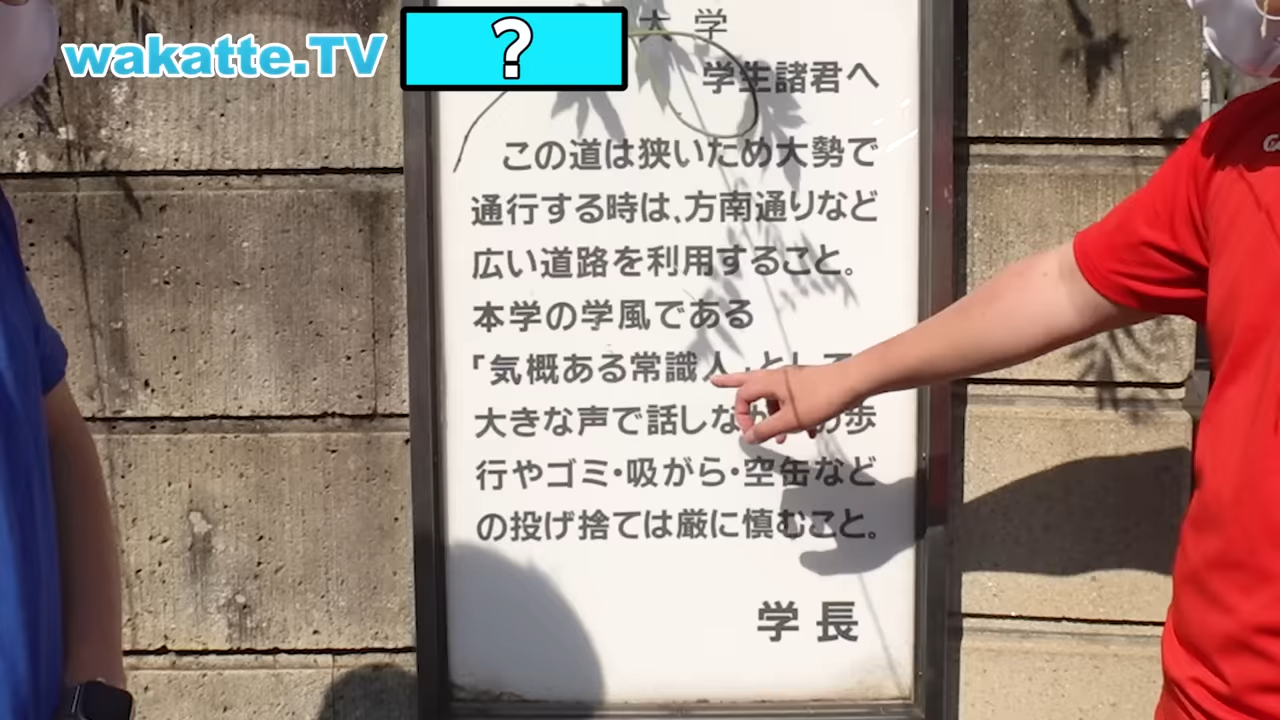 wakatte.TV
?
大学
学生諸君へ
この道は狭いため大勢で
通行する時は、方南通りなど
広い道路を利用すること。
本学の学風である
「気概ある常識人」として
大きな声で話しな の歩
行やゴミ・吸がら・空缶など
の投げ捨ては厳に慎むこと。
学長